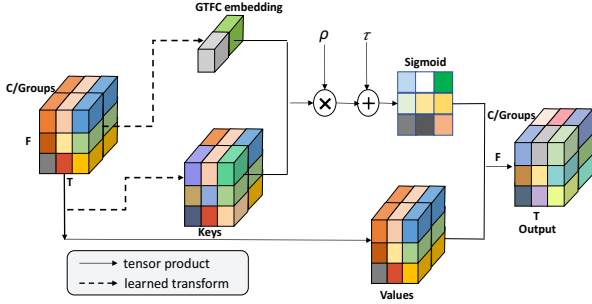 GTFC embedding
ρ
τ
Sigmoid
C/Groups
F
T
×
+
C/Groups
F
T
Output
Keys
Values
tensor product
learned transform